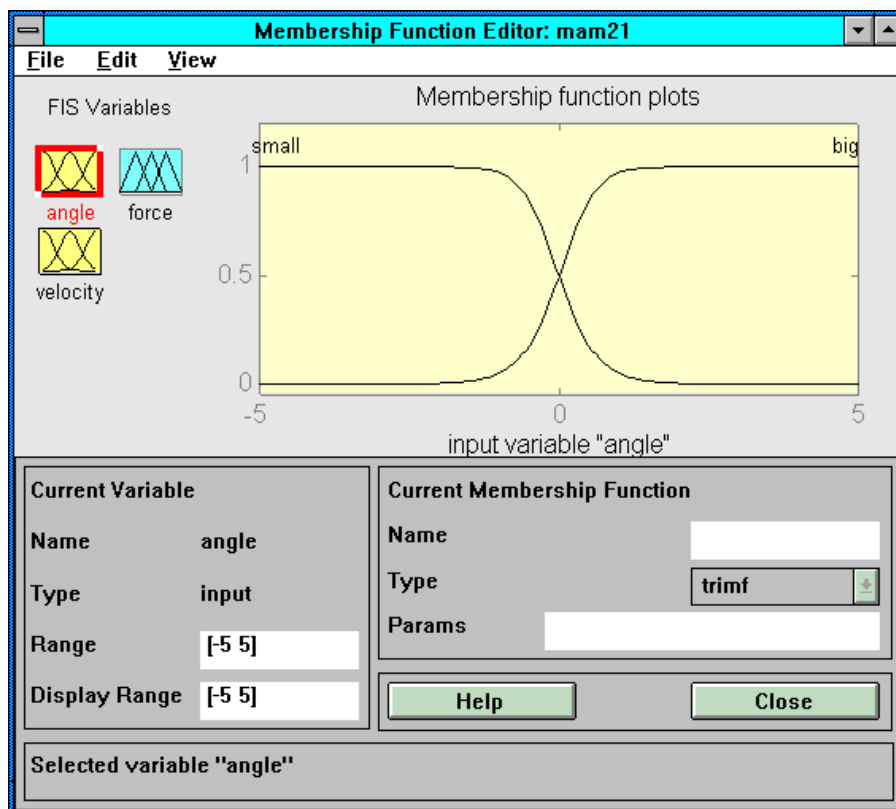 Membership Function Editor: mam21
File Edit View
FIS Variables
angle force
velocity
Membership function plots
small big
1
0.5
0
-5 0 5
input variable "angle"
Current Variable
Name angle
Type input
Range [-5 5]
Display Range [-5 5]
Current Membership Function
Name
Type trimf
Params
Help Close
Selected variable "angle"